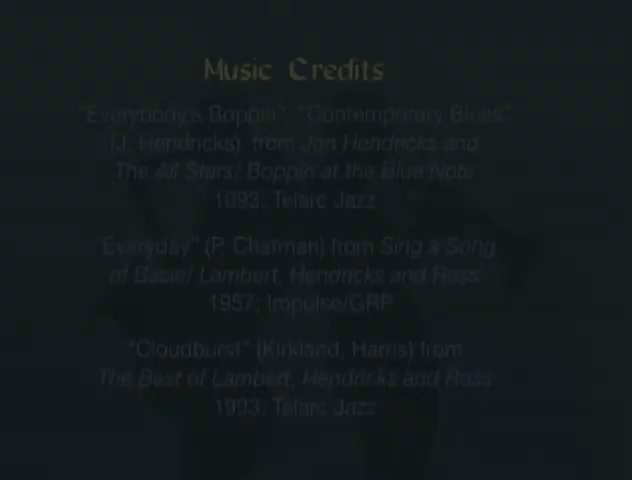 Music Credits
"Everybody's Boppin", "Contemporary Blues"
(J. Hendricks) from Jon Hendricks and
The All Stars/ Boppin at the Blue Note
1993; Telarc Jazz
"Everyday" (P. Chatman) from Sing a Song
of Basie/ Lambert, Hendricks and Ross
1957; Impulse/GRP
"Cloudburst" (Kirkland, Harris) from
The Best of Lambert, Hendricks and Ross
1993; Telarc Jazz